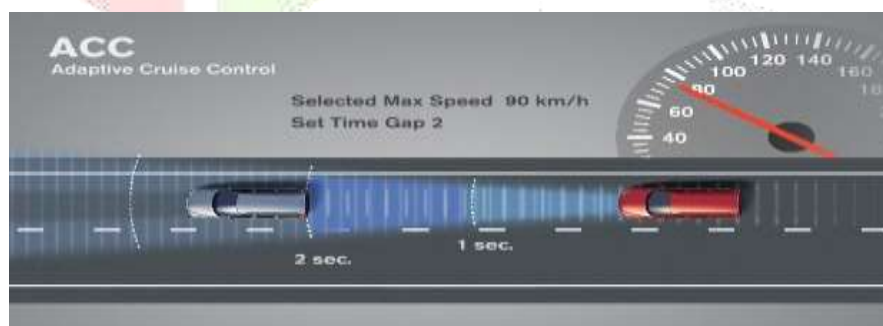 ACC
Adaptive Cruise Control
Selected Max Speed 90 km/h
Set Time Gap 2
40
60
80
100
120
140
160
2 sec.
1 sec.